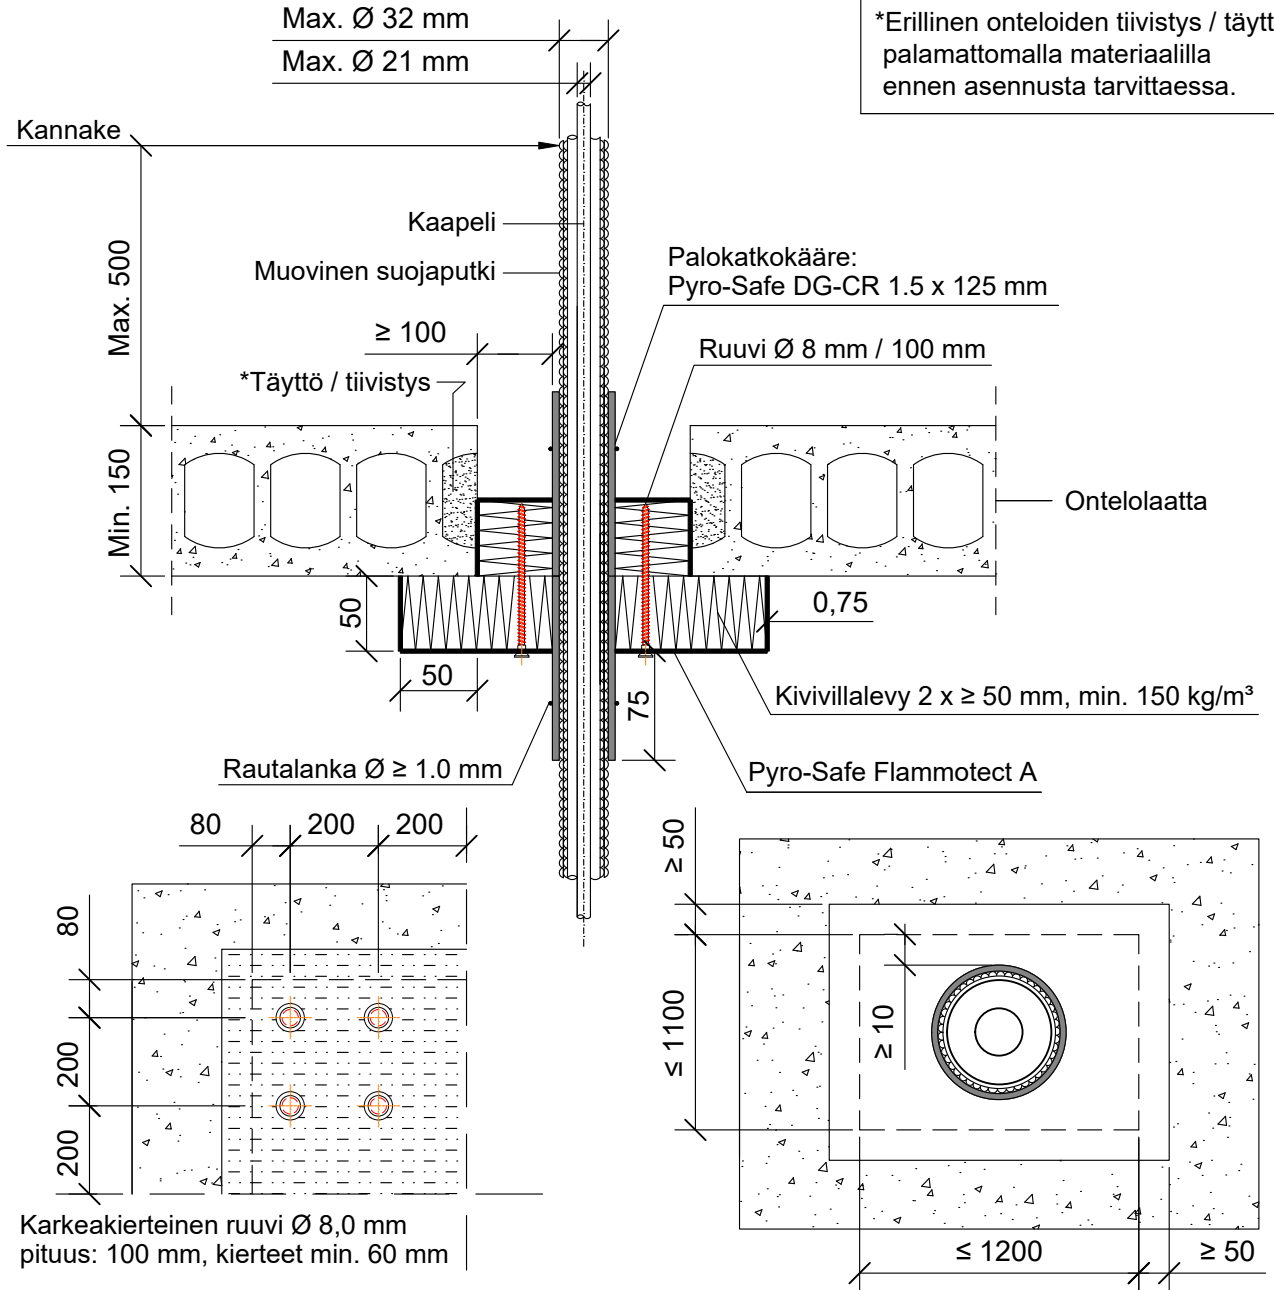 Max. Ø 32 mm
Max. Ø 21 mm
*Erillinen onteloiden tiivistys / täytt
palamattomalla materiaalilla
ennen asennusta tarvittaessa.
Kannake
Kaapeli
Muovinen suojaputki
Max. 500
Palokatkokääre:
Pyro-Safe DG-CR 1.5 x 125 mm
≥ 100
Ruuvi Ø 8 mm / 100 mm
*Täyttö / tiivistys
Min. 150
Ontelolaatta
50
0,75
50
75
Kivivillalevy 2 x ≥ 50 mm, min. 150 kg/m³
Rautalanka Ø ≥ 1.0 mm
Pyro-Safe Flammotect A
80
200
200
80
200
200
Karkeakierteinen ruuvi Ø 8,0 mm
pituus: 100 mm, kierteet min. 60 mm
≥ 50
≤ 1100
≥ 10
≤ 1200
≥ 50